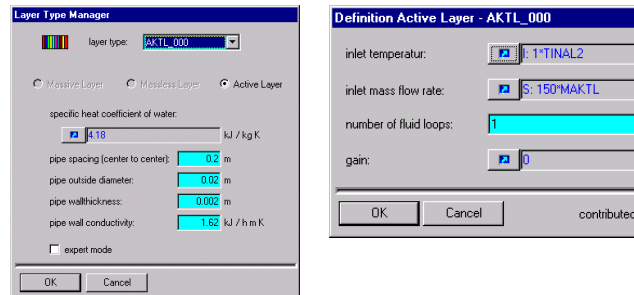 Layer Type Manager
layer type: AKTL_000
Massive Layer Massless Layer Active Layer
specific heat coefficient of water:
4.18 kJ / kg K
pipe spacing (center to center): 0.2 m
pipe outside diameter: 0.02 m
pipe wallthickness: 0.002 m
pipe wall conductivity: 1.62 kJ / h m K
expert mode
OK Cancel
Definition Active Layer - AKTL_000
inlet temperatur: I: 1*TINAL2
inlet mass flow rate: S: 150*MAKTL
number of fluid loops: 1
gain: 0
OK Cancel contributed